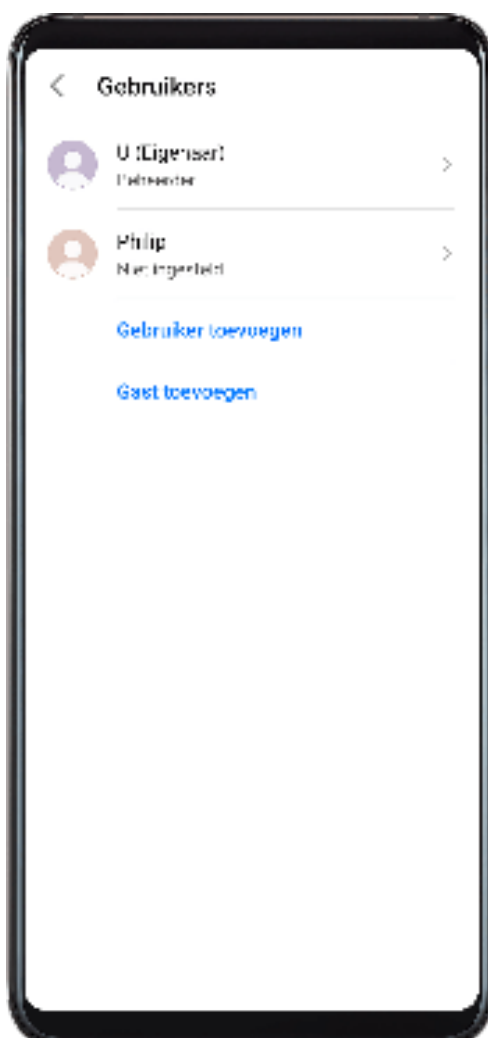 Gebruikers
U (Eigenaar)
Beheerder
Philip
Niet ingesteld
Gebruiker toevoegen
Gast toevoegen